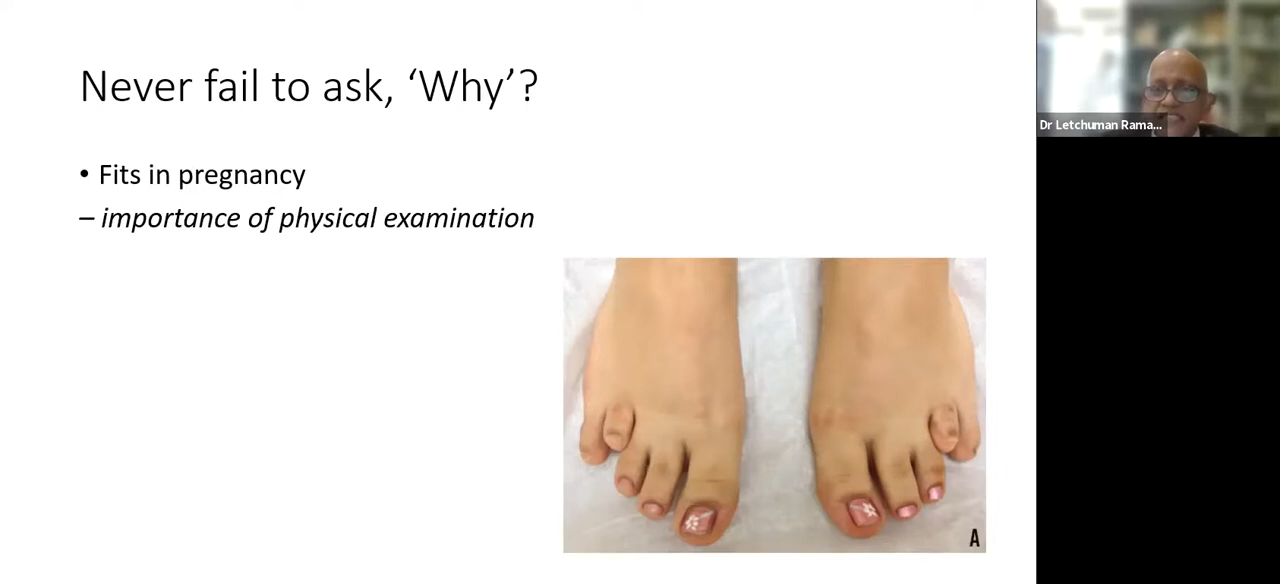 Never fail to ask, ‘Why’?
• Fits in pregnancy
– importance of physical examination
A
Dr Letchuman Rama...